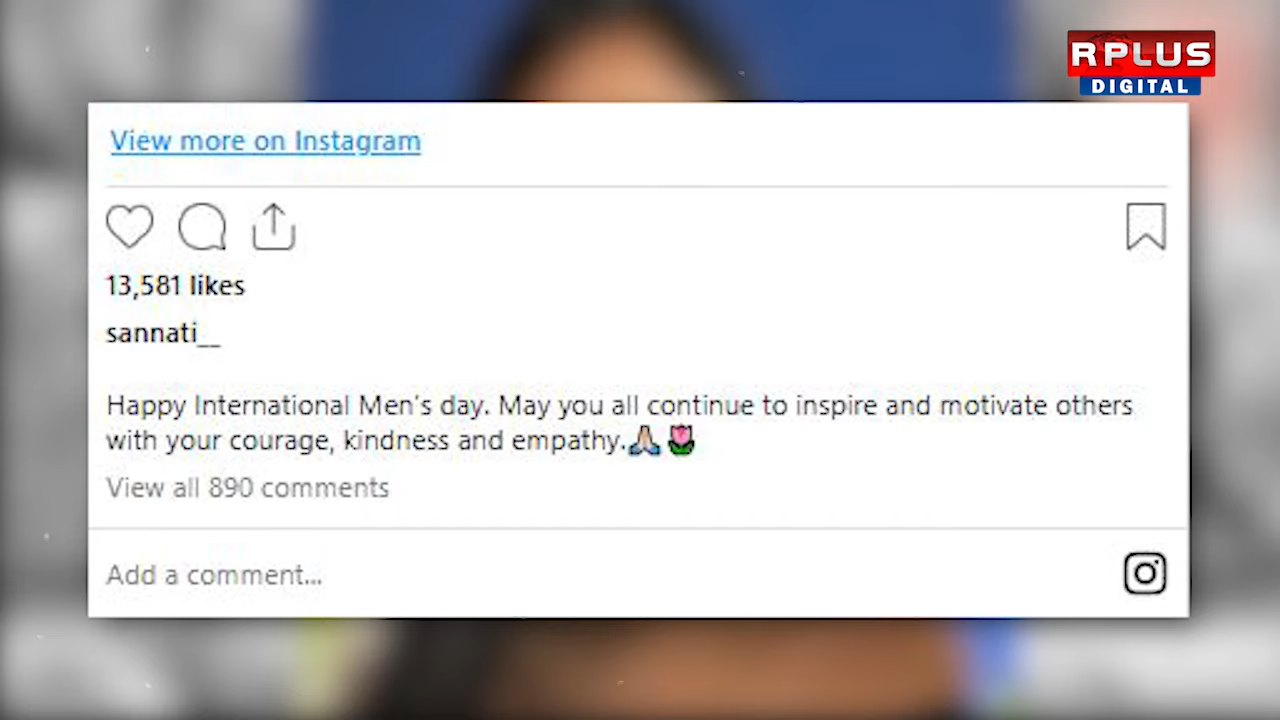 RPLUS
DIGITAL
View more on Instagram
13,581 likes
sannati__
Happy International Men's day. May you all continue to inspire and motivate others
with your courage, kindness and empathy.🙏🏼🌷
View all 890 comments
Add a comment...